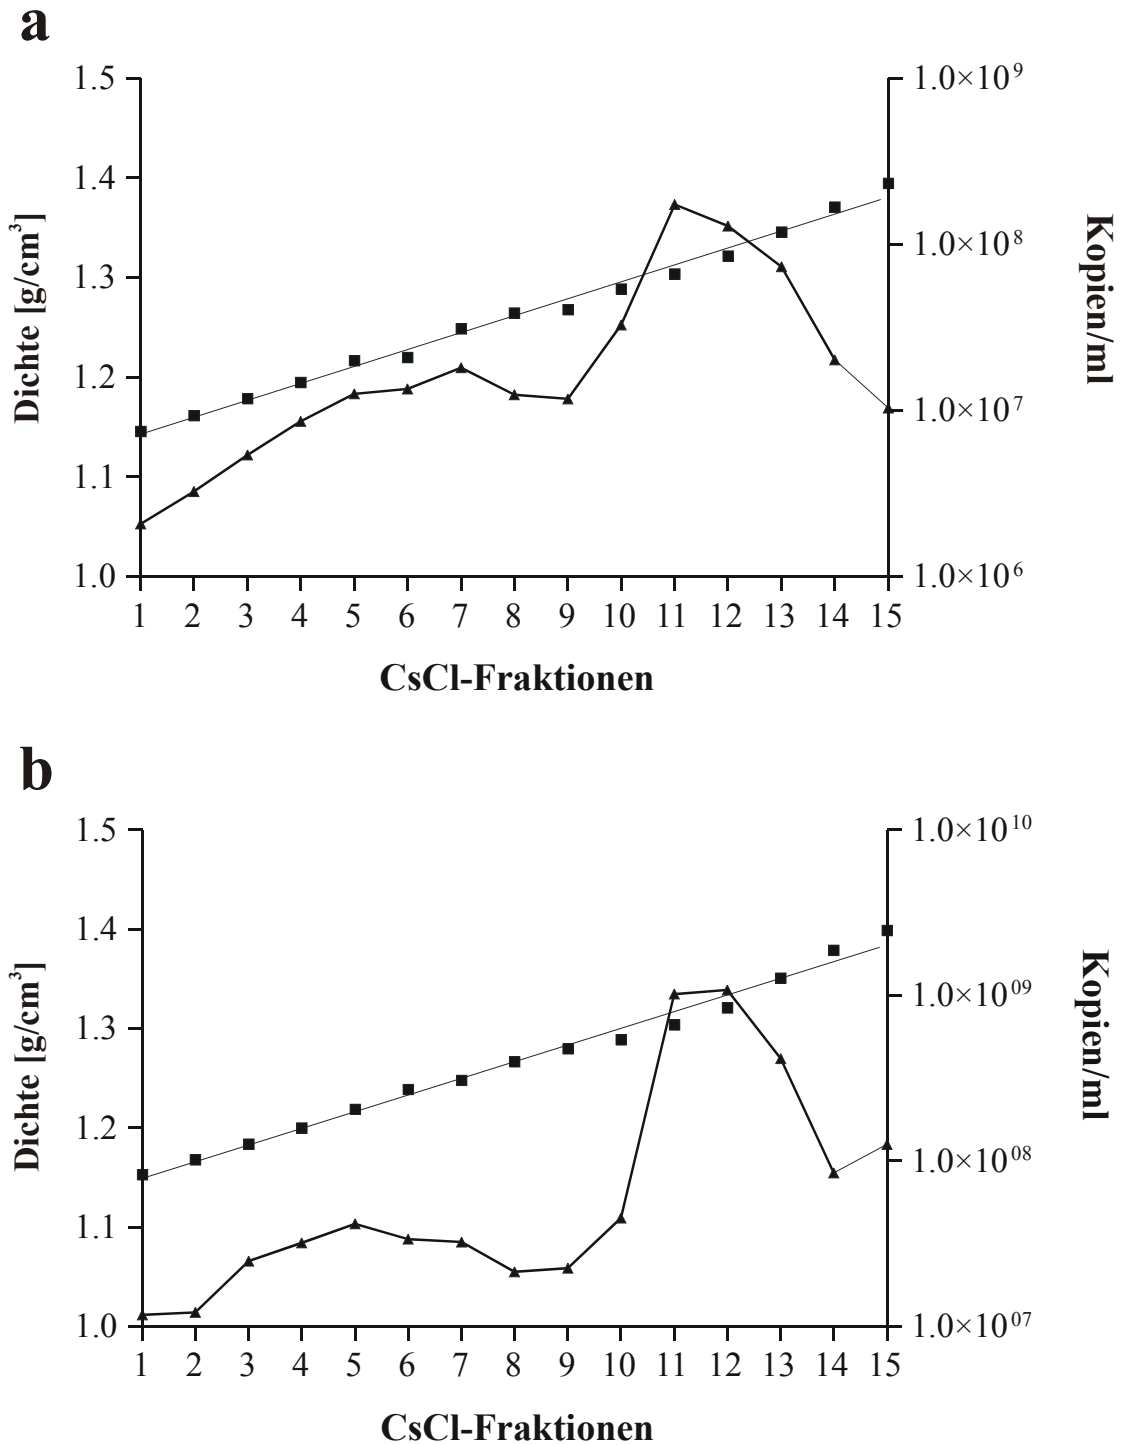 a
1.5
1.4
1.3
1.2
1.1
1.0
Dichte [g/cm³]
1.0×10⁹
1.0×10⁸
1.0×10⁷
1.0×10⁶
Kopien/ml
1 2 3 4 5 6 7 8 9 10 11 12 13 14 15
CsCl-Fraktionen
b
1.5
1.4
1.3
1.2
1.1
1.0
Dichte [g/cm³]
1.0×10¹⁰
1.0×10⁰⁹
1.0×10⁰⁸
1.0×10⁰⁷
Kopien/ml
1 2 3 4 5 6 7 8 9 10 11 12 13 14 15
CsCl-Fraktionen